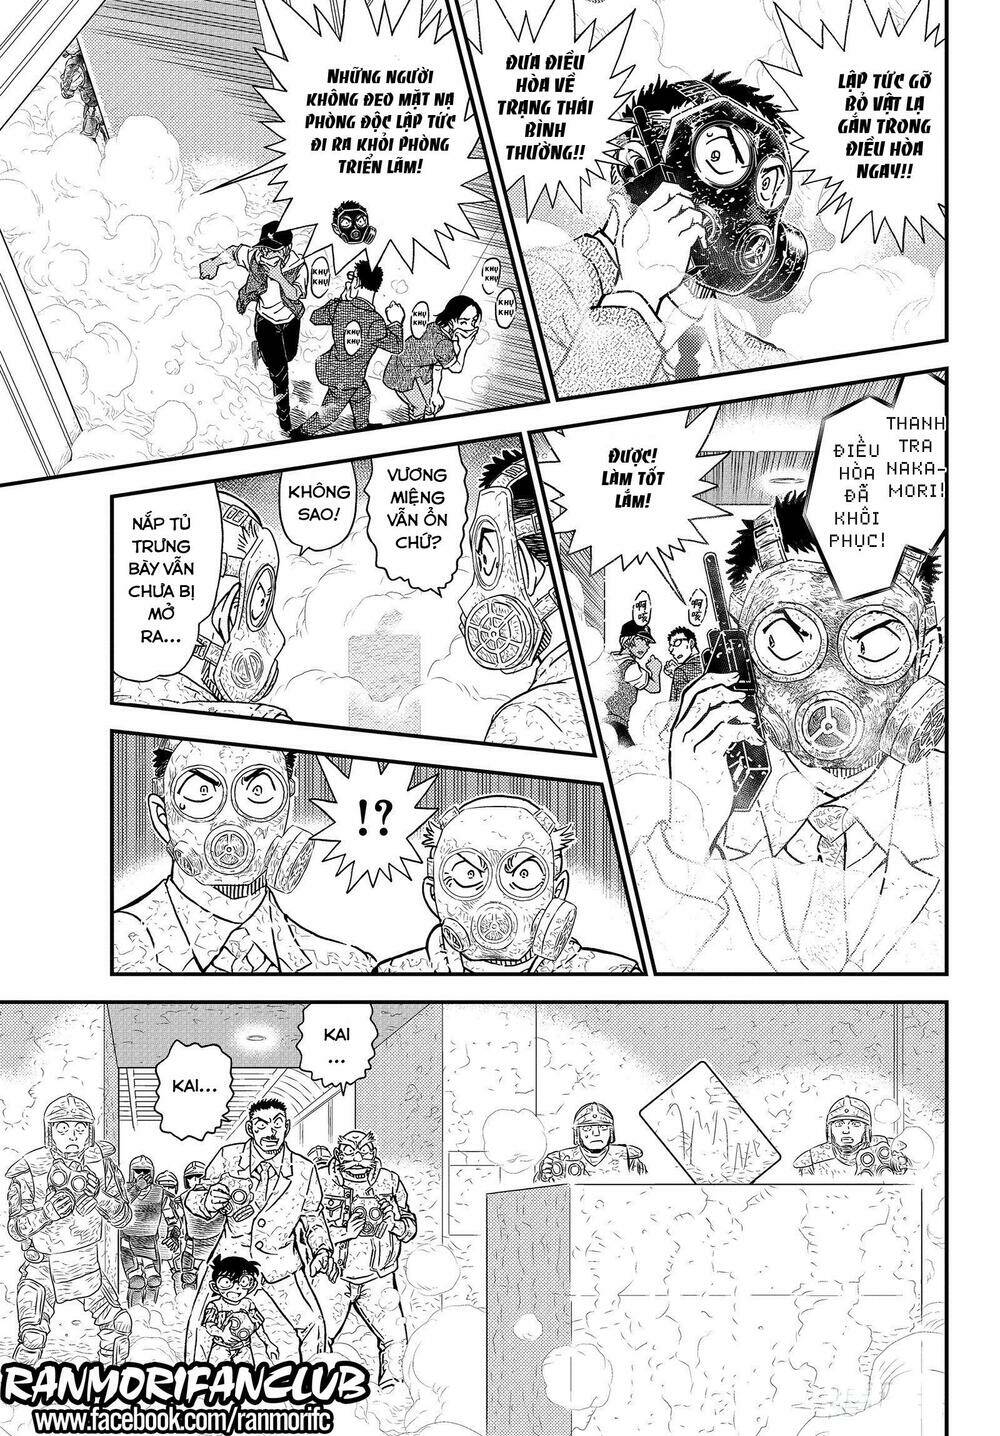 LẬP TỨC GỠ
BỎ VẬT LẠ
GẮN TRONG
ĐIỀU HÒA
NGAY!!
ĐƯA ĐIỀU
HÒA VỀ
TRẠNG THÁI
BÌNH
THƯỜNG!!
NHỮNG NGƯỜI
KHÔNG ĐEO MẶT NẠ
PHÒNG ĐỘC LẬP TỨC
ĐI RA KHỎI PHÒNG
TRIỂN LÃM!
KHỤ
KHỤ
KHỤ
KHỤ
KHỤ
KHỤ
KHỤ
KHỤ
THANH
TRA
NAKA-
MORI!
ĐIỀU
HÒA
ĐÃ
KHÔI
PHỤC!
ĐƯỢC!
LÀM TỐT
LẮM!
啊
咳
啊
咳
VƯƠNG
MIỆNG
VẪN ỔN
CHỨ?
KHÔNG
SAO!
NẮP TỦ
TRƯNG
BÀY VẪN
CHƯA BỊ
MỞ
RA...
!?
KAI
...
KAI...
RANMORIFANCLUB
www.facebook.com/ranmorifc